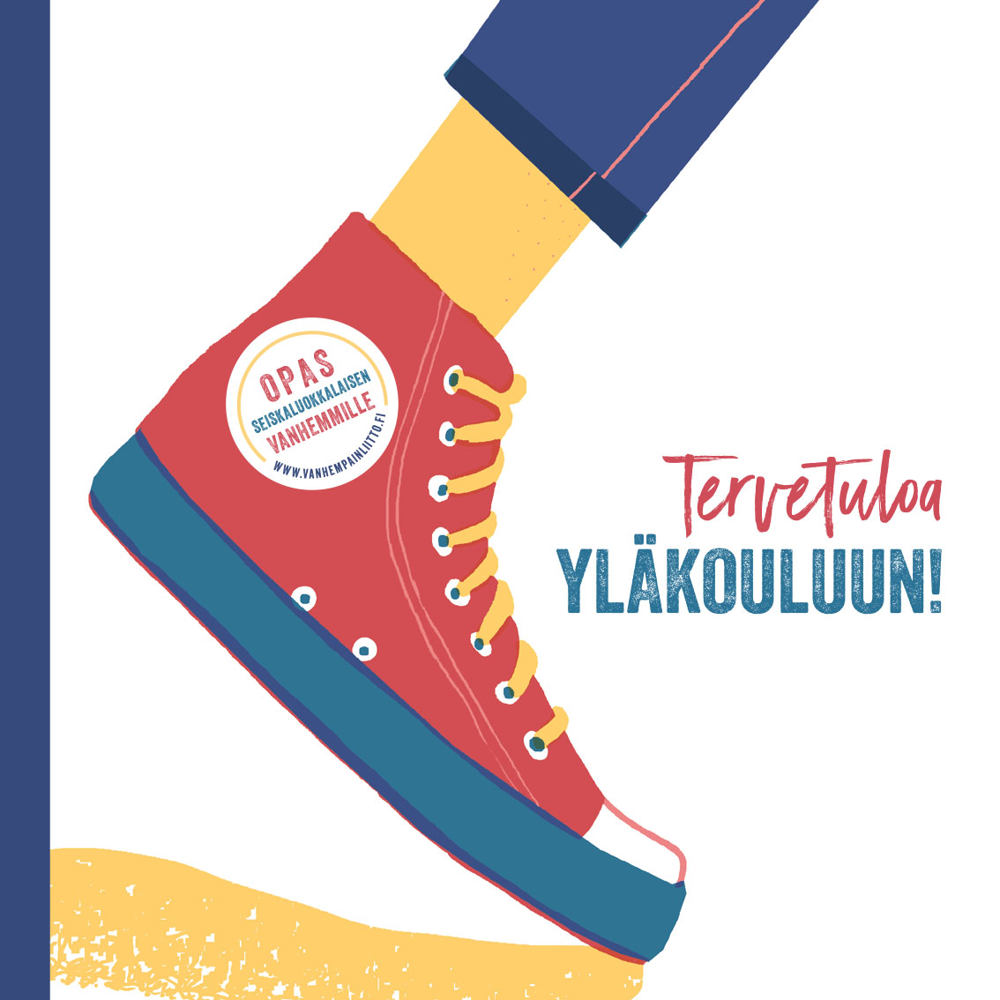 OPAS
SEISKALUOKKALAISEN
VANHEMMILLE
WWW.VANHEMPAINLIITTO.FI
Tervetuloa
YLÄKOULUUN!